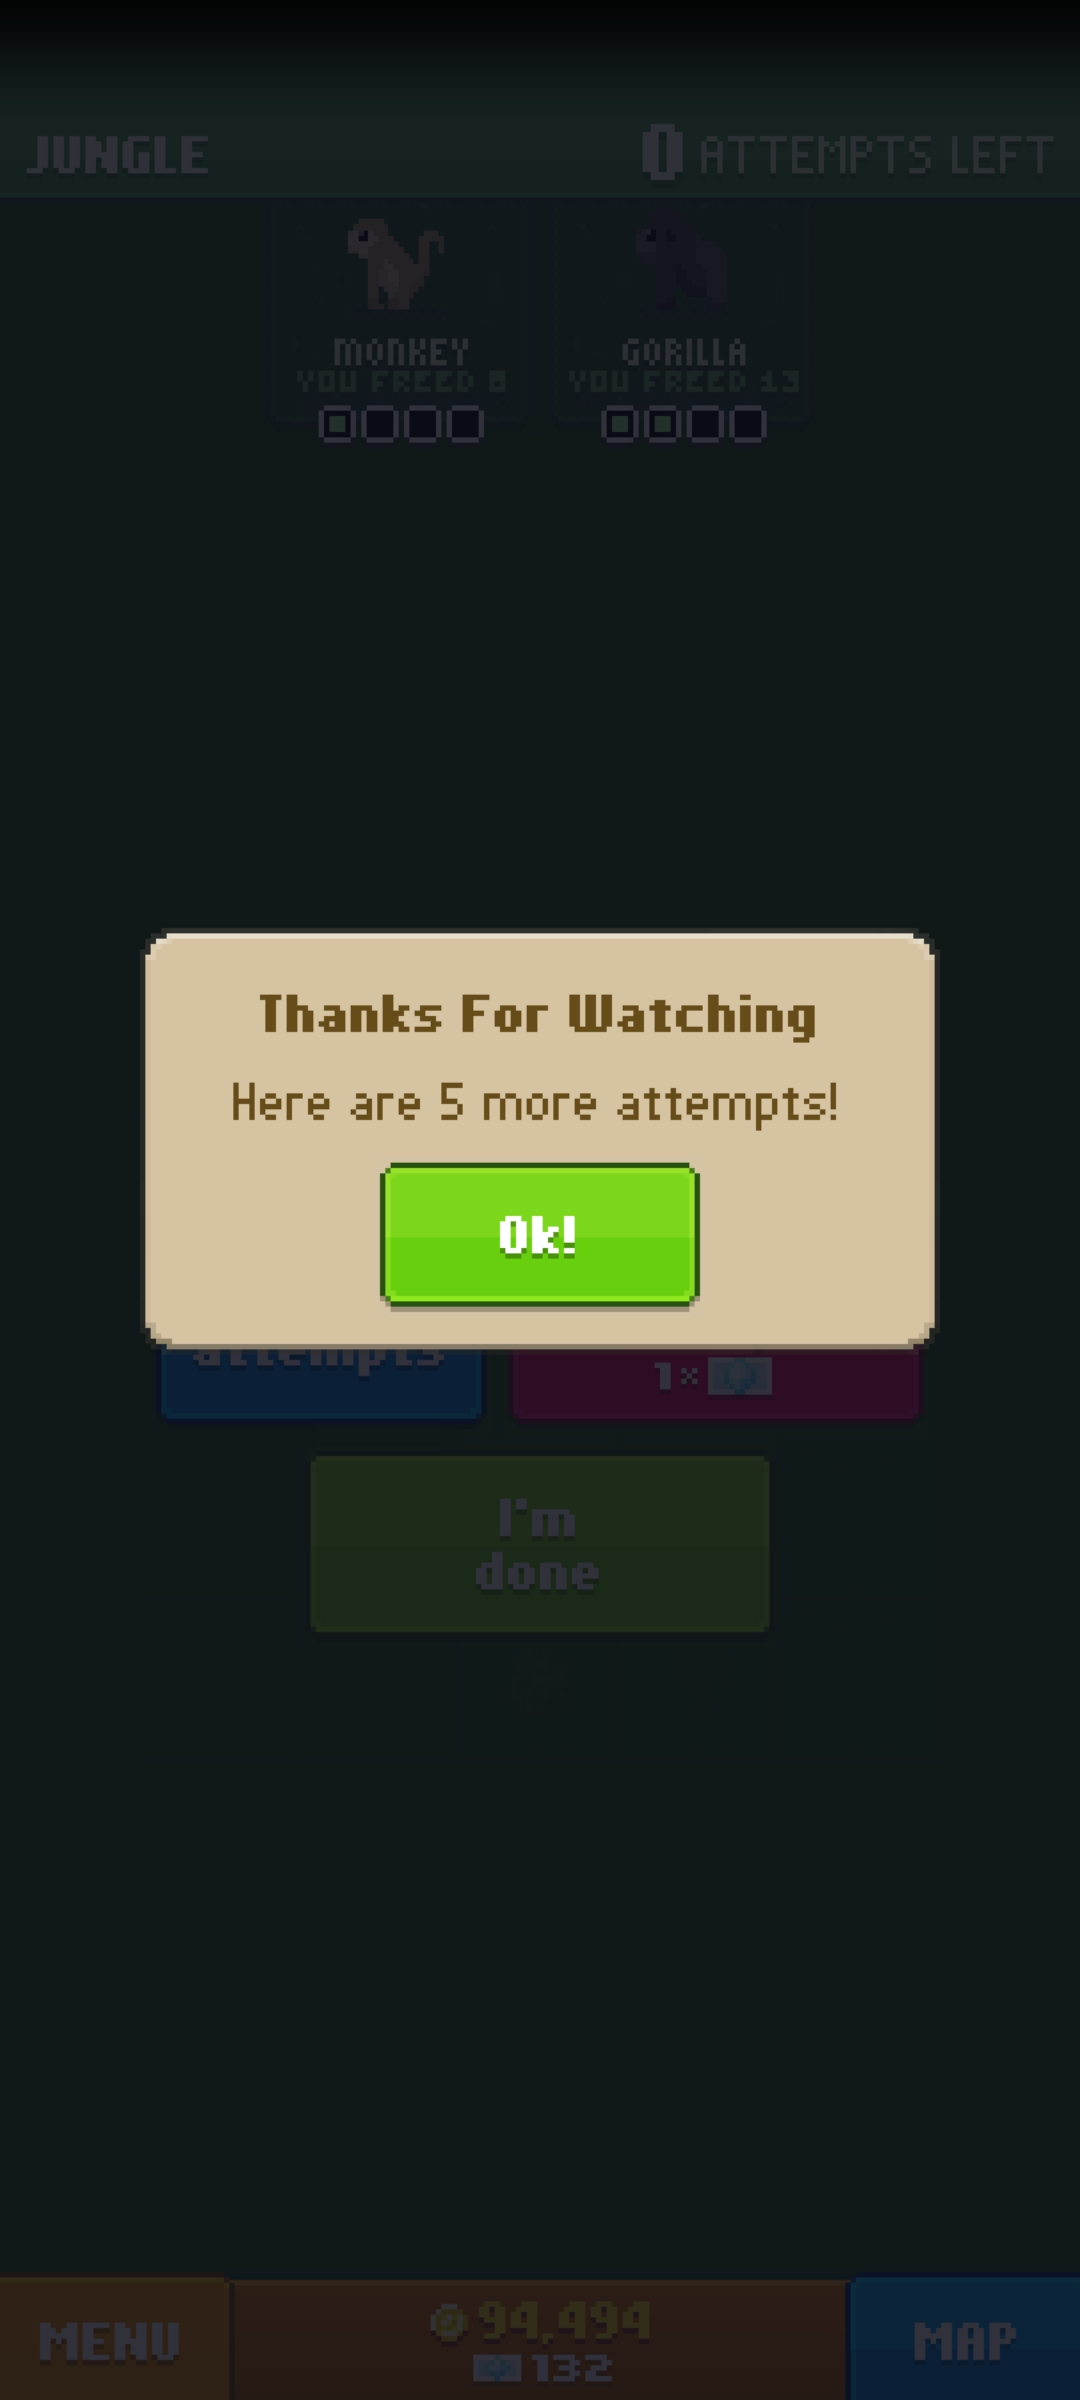 JUNGLE
0 ATTEMPTS LEFT
MONKEY
GORILLA
YOU FREED 8
YOU FREED 13
Thanks For Watching
Here are 5 more attempts!
Ok!
attempts
1×
I'm
done
MENU
94,494
132
MAP